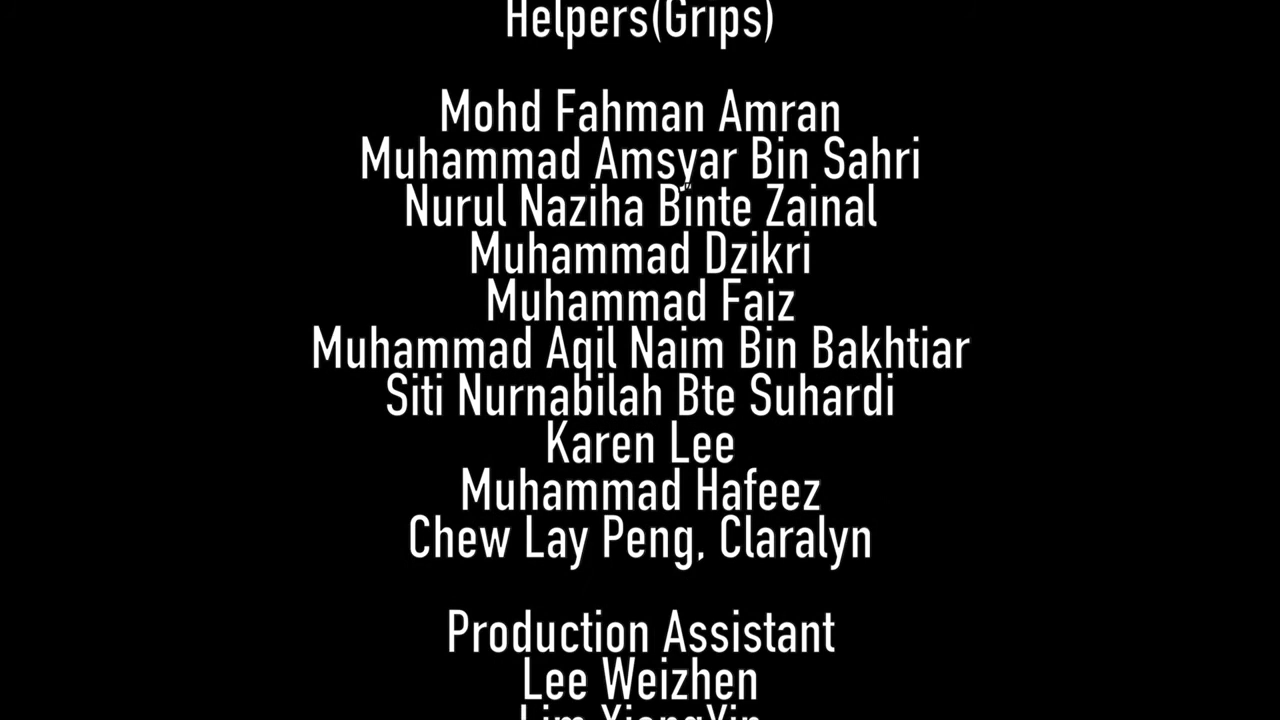 Helpers(Grips)
Mohd Fahman Amran
Muhammad Amsyar Bin Sahri
Nurul Naziha Binte Zainal
Muhammad Dzikri
Muhammad Faiz
Muhammad Aqil Naim Bin Bakhtiar
Siti Nurnabilah Bte Suhardi
Karen Lee
Muhammad Hafeez
Chew Lay Peng, Claralyn
Production Assistant
Lee Weizhen
Lim